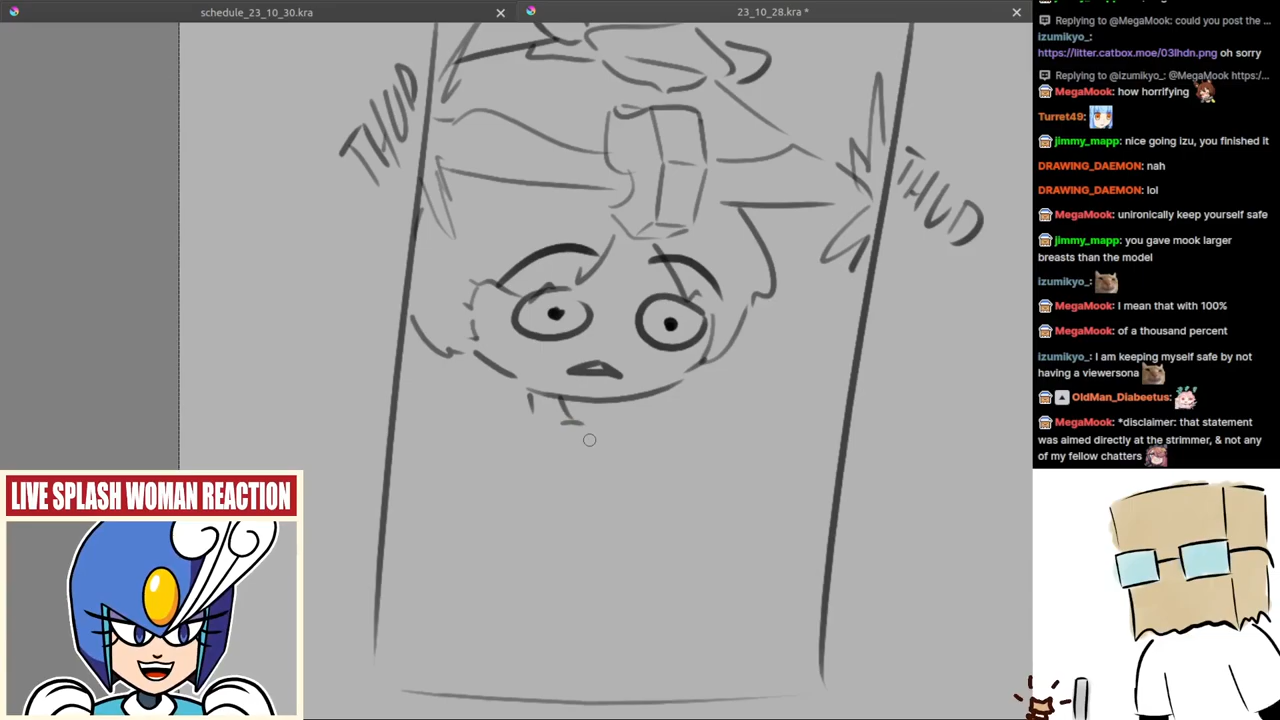 schedule_23_10_30.kra
23_10_28.kra *
THUD
THUD
LIVE SPLASH WOMAN REACTION
Replying to @MegaMook: could you post the ...
izumikyo_:
https://litter.catbox.moe/03lhdn.png oh sorry
Replying to @izumikyo_: @MegaMook https:/...
MegaMook: how horrifying
Turret49:
jimmy_mapp: nice going izu, you finished it
DRAWING_DAEMON: nah
DRAWING_DAEMON: lol
MegaMook: unironically keep yourself safe
jimmy_mapp: you gave mook larger
breasts than the model
izumikyo_:
MegaMook: I mean that with 100%
MegaMook: of a thousand percent
izumikyo_: I am keeping myself safe by not
having a viewersona
OldMan_Diabeetus:
MegaMook: *disclaimer: that statement
was aimed directly at the strimmer, & not any
of my fellow chatters